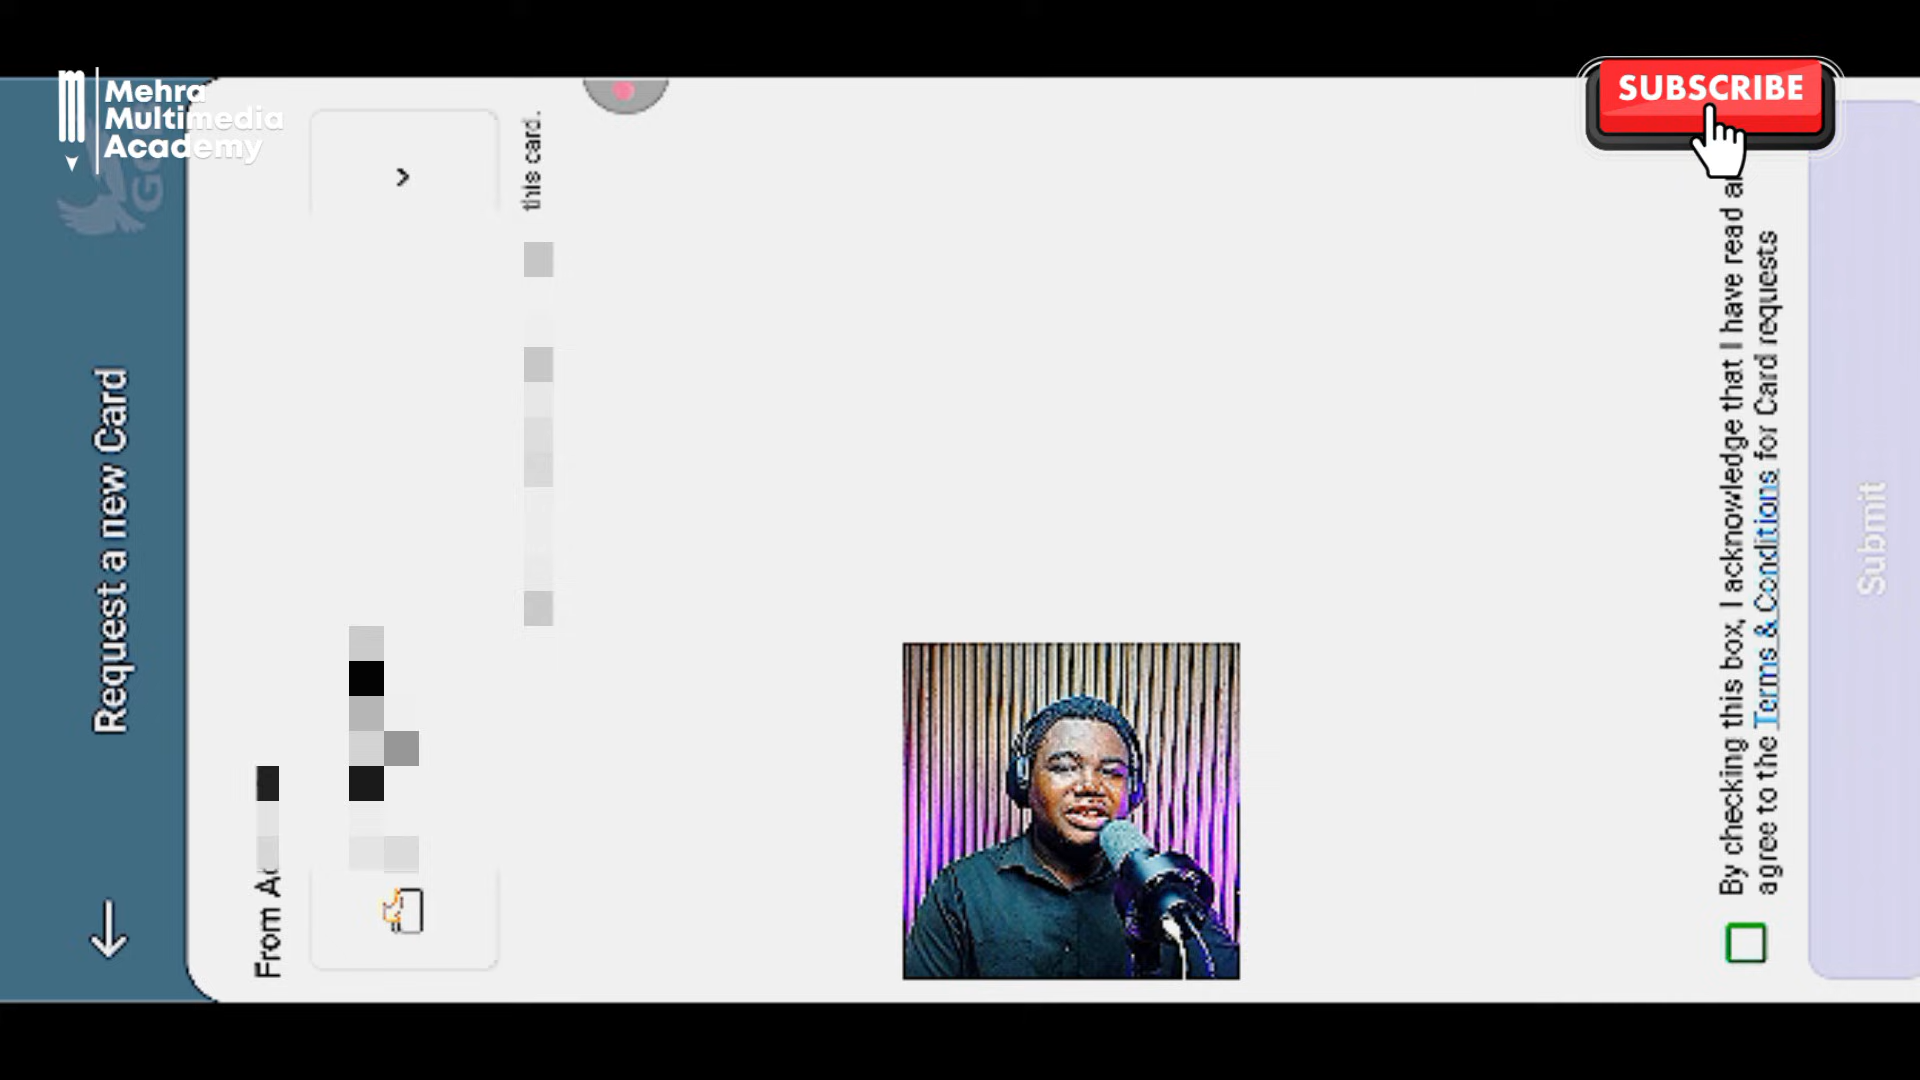 Mehra
Multimedia
Academy
SUBSCRIBE
Request a new Card
From
this card.
By checking this box, I acknowledge that I have read
agree to the Terms & Conditions for Card requests
Submit